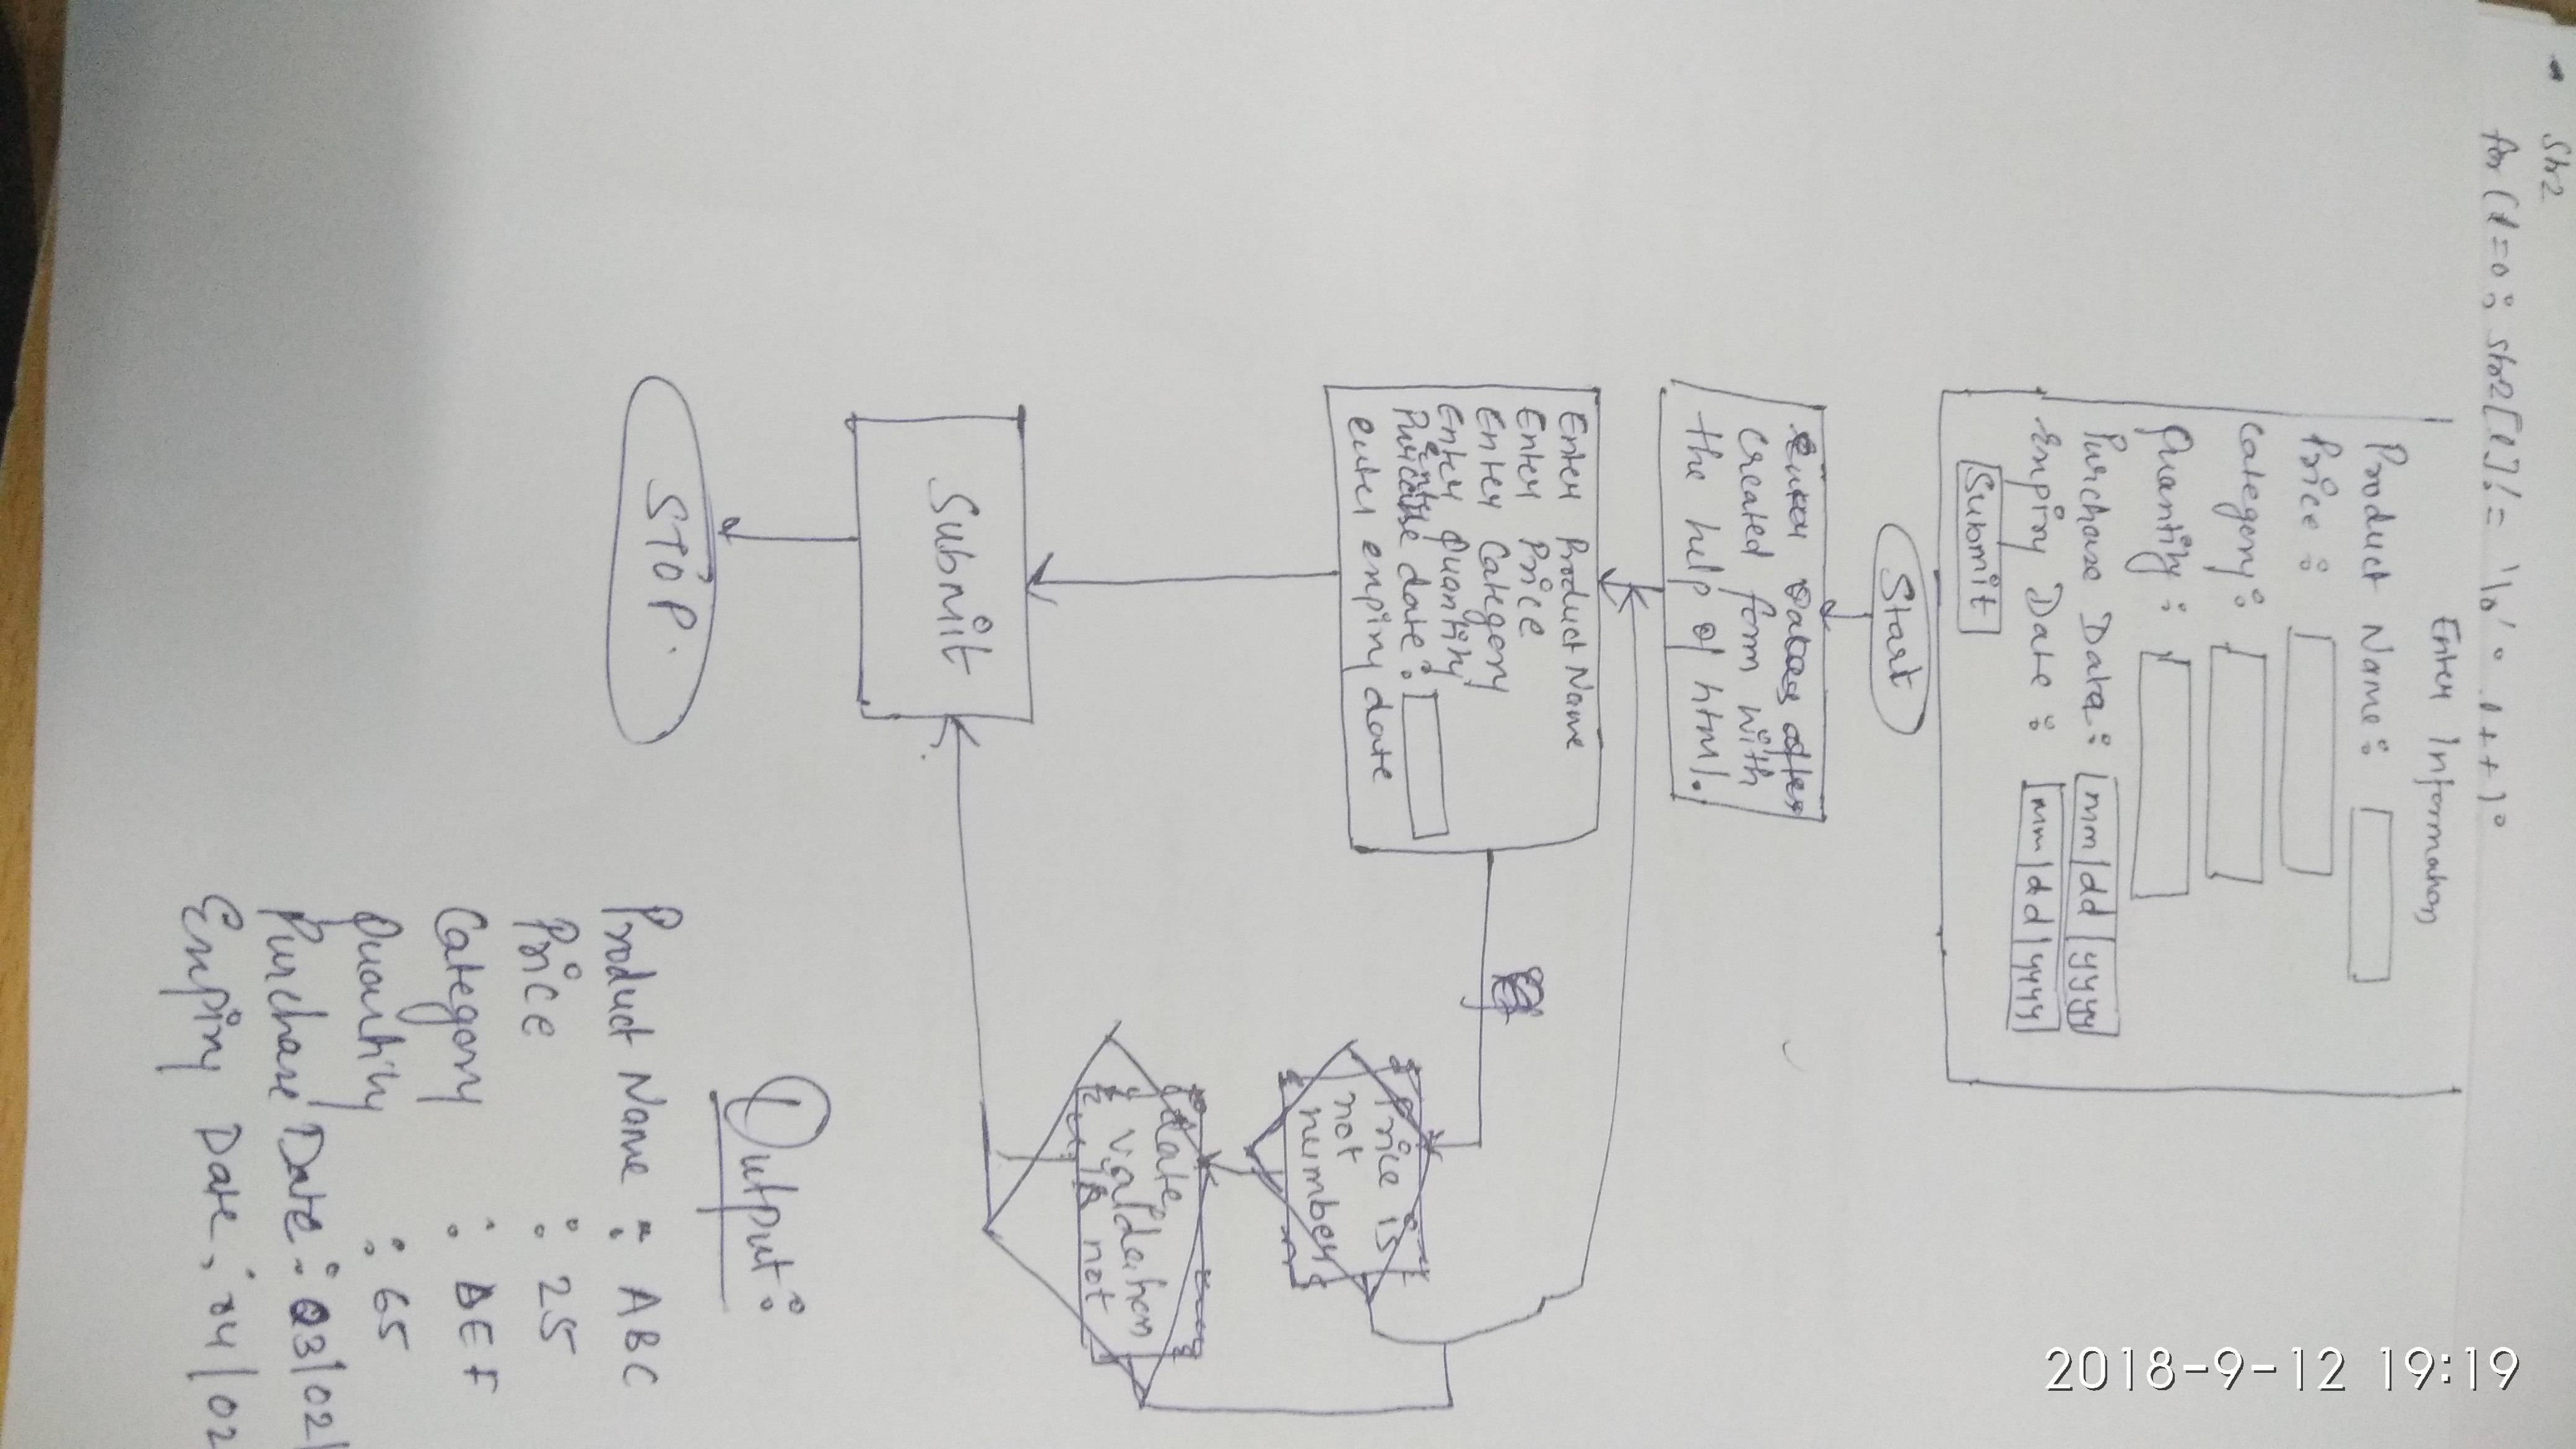 str2
for(i=0; str2[i]!='\0'; i++);
Enter Information
Product Name:
Price:
Category:
Quantity:
Purchase Data: mm/dd/yyyy
Expiry Date: mm/dd/yyyy
Submit
Start
after
created form with
the help of html.
Enter Product Name
Enter Price
Enter Category
Enter Quantity
Enter
Purchase date:
enter expiry date
Price is
not
number
date
validation
not
Submit
STOP.
Output:
Product Name : ABC
Price : 25
Category : DEF
Quantity : 65
Purchase Date : 03/02/
Expiry Date : 04/02
2018-9-12 19:19